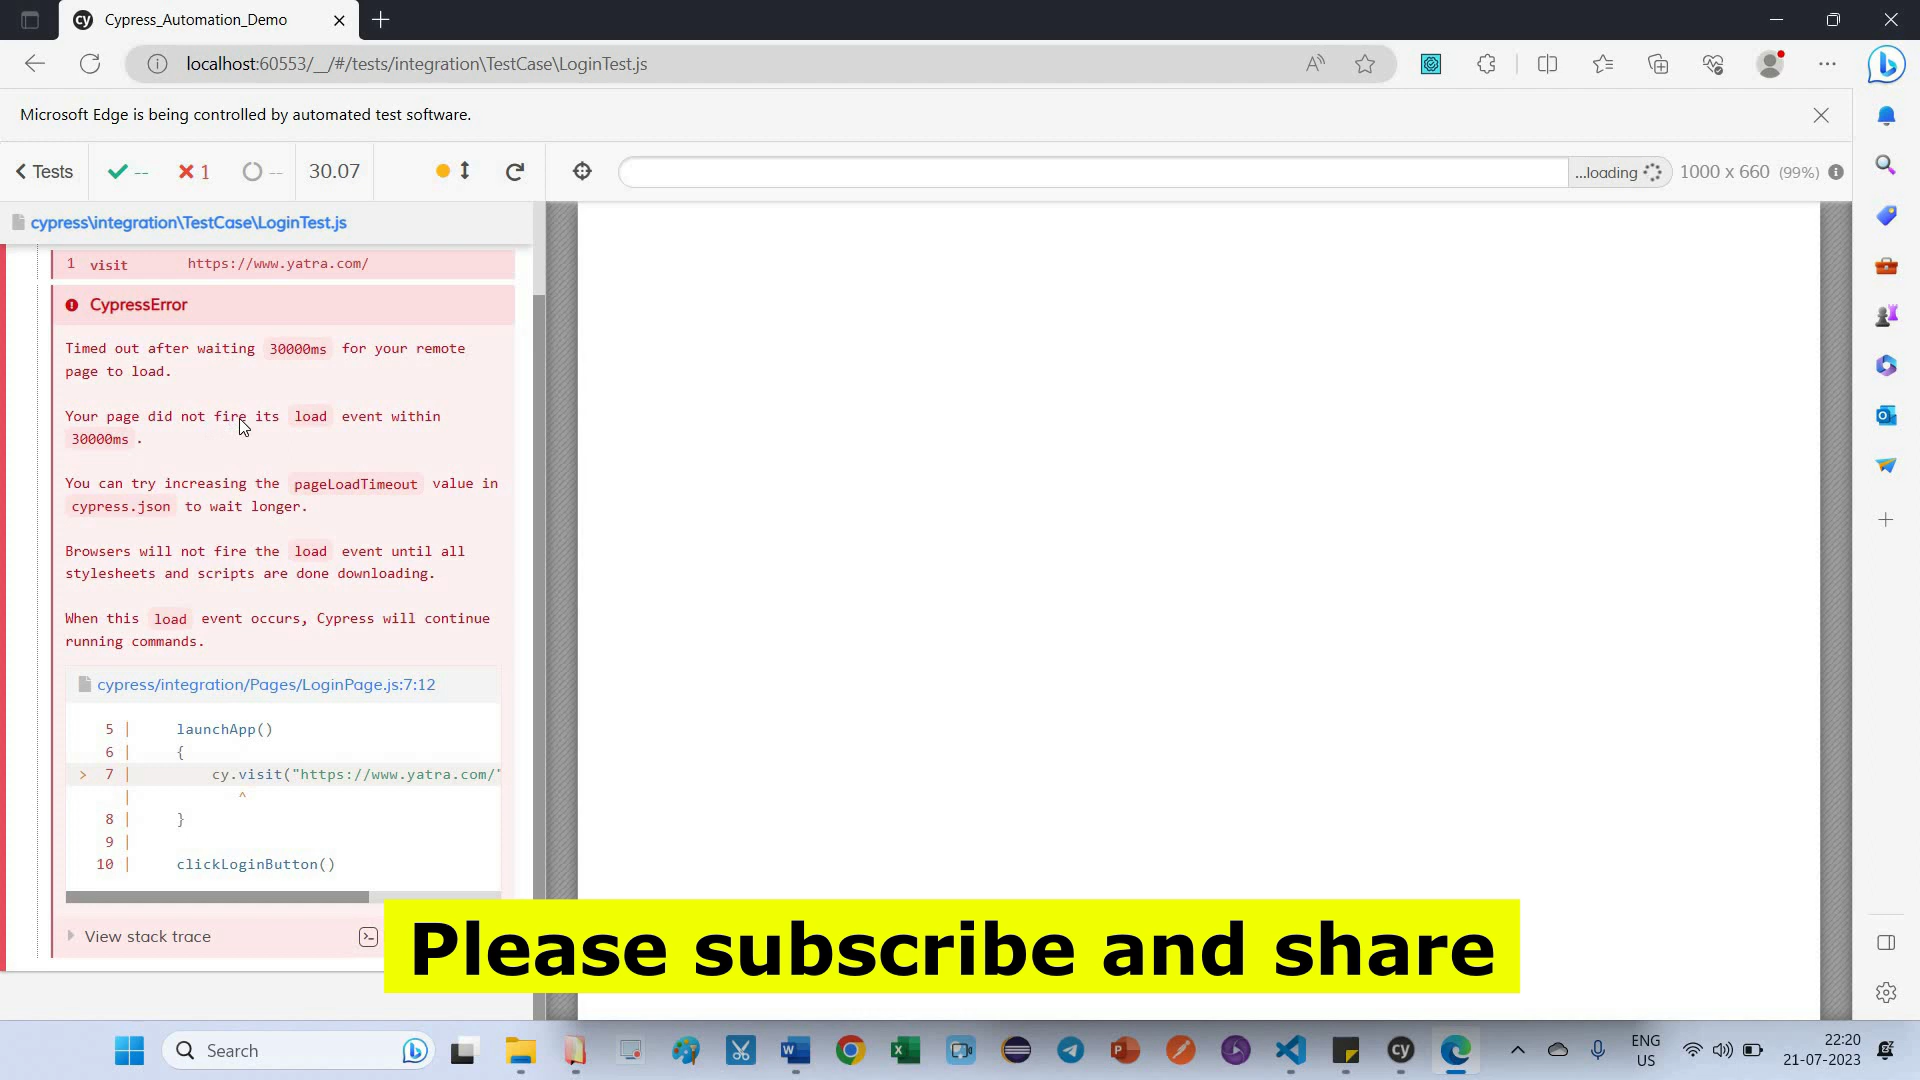 Cypress_Automation_Demo
localhost:60553/__/#/tests/integration\TestCase\LoginTest.js
Microsoft Edge is being controlled by automated test software.
Tests
--
1
--
30.07
...loading
1000 x 660 (99%)
cypress\integration\TestCase\LoginTest.js
1 visit https://www.yatra.com/
CypressError
Timed out after waiting 30000ms for your remote
page to load.
Your page did not fire its load event within
30000ms .
You can try increasing the pageLoadTimeout value in
cypress.json to wait longer.
Browsers will not fire the load event until all
stylesheets and scripts are done downloading.
When this load event occurs, Cypress will continue
running commands.
cypress/integration/Pages/LoginPage.js:7:12
5 | launchApp()
6 | {
> 7 | cy.visit("https://www.yatra.com/"
| ^
8 | }
9 |
10 | clickLoginButton()
View stack trace
Please subscribe and share
Search
ENG
US
22:20
21-07-2023